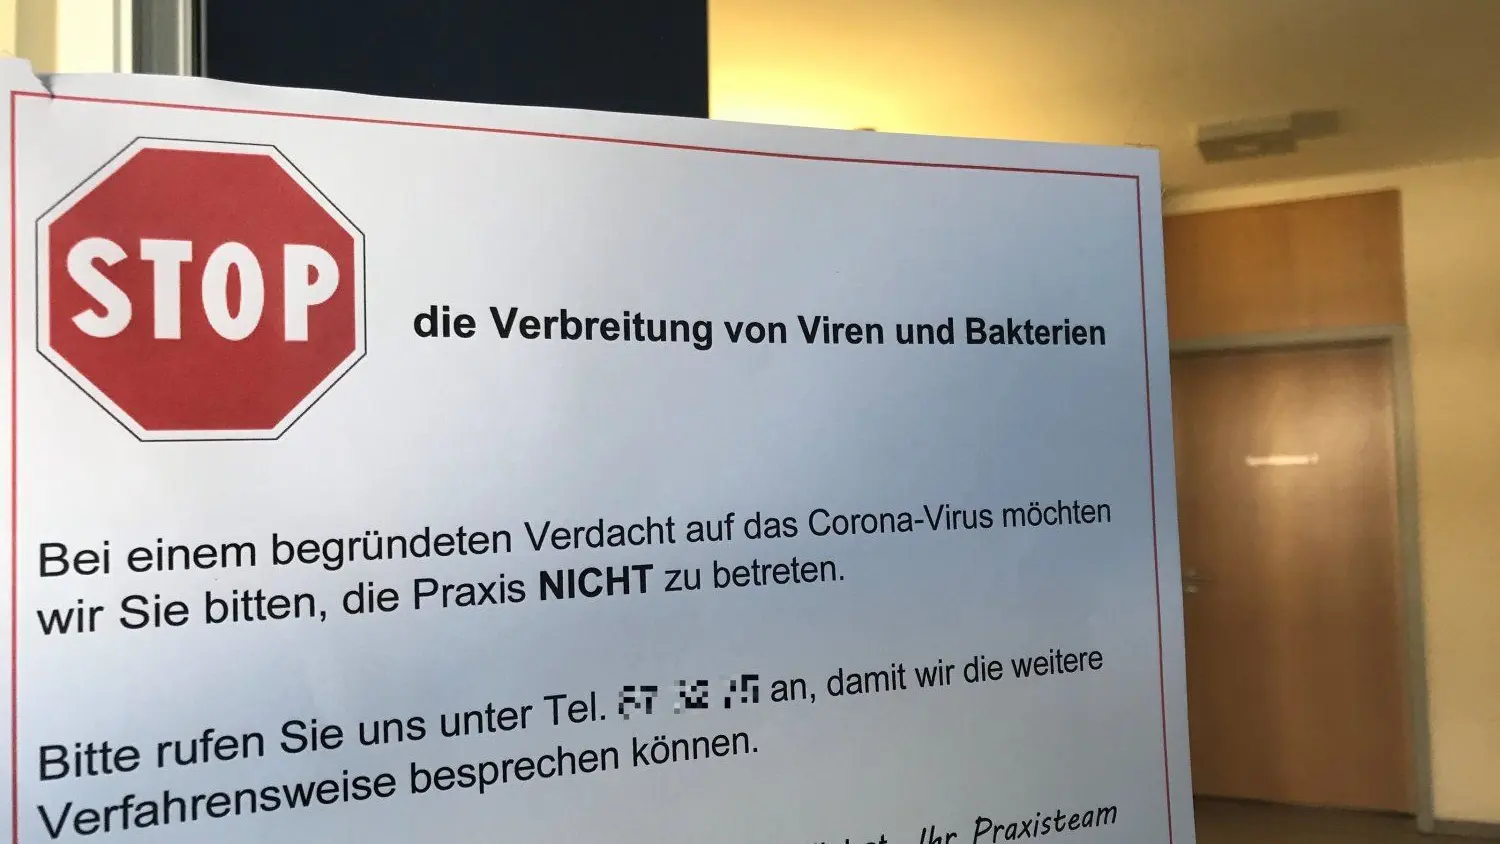 STOP
die Verbreitung von Viren und Bakterien
Bei einem begründeten Verdacht auf das Corona-Virus möchten
wir Sie bitten, die Praxis NICHT zu betreten.
Bitte rufen Sie uns unter Tel. an, damit wir die weitere
Verfahrensweise besprechen können.
Ihr Praxisteam